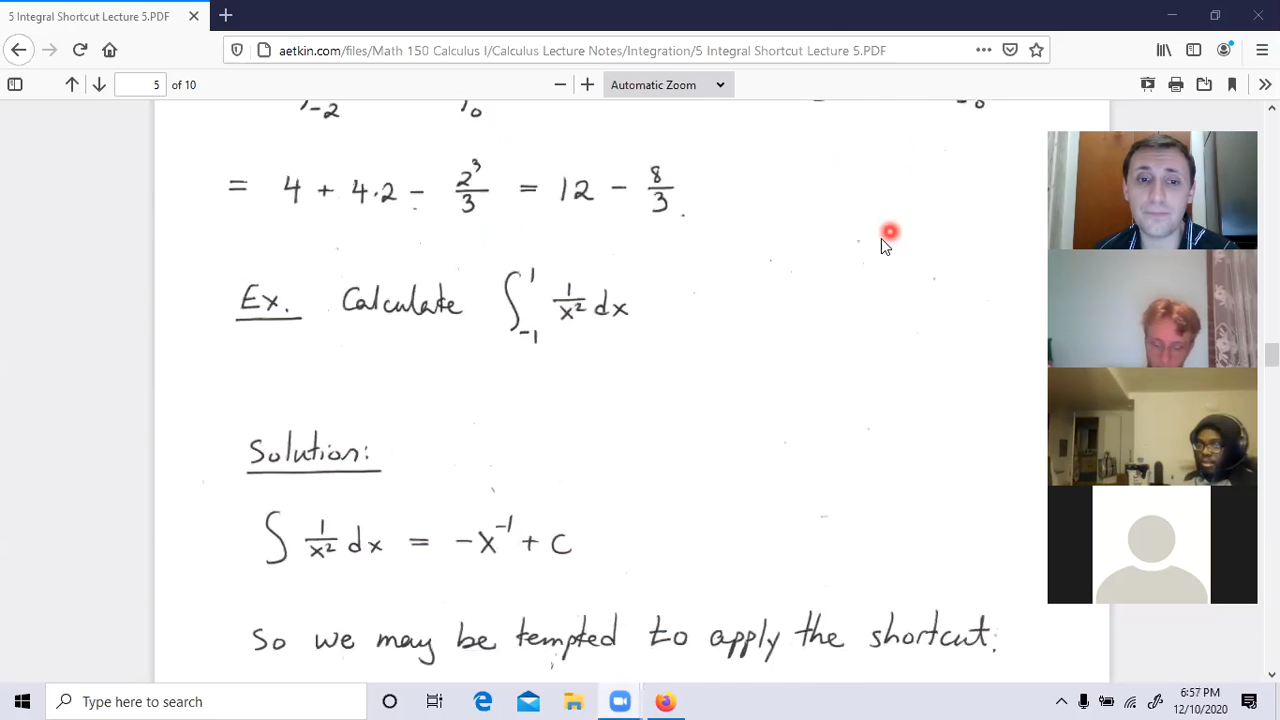 5 Integral Shortcut Lecture 5.PDF
aetkin.com/files/Math 150 Calculus I/Calculus Lecture Notes/Integration/5 Integral Shortcut Lecture 5.PDF
5 of 10
Automatic Zoom
-2 0
= 4 + 4·2 - 2³/3 = 12 - 8/3.
Ex. Calculate ∫₋₁¹ 1/x² dx
Solution:
∫ 1/x² dx = -x⁻¹ + C
So we may be tempted to apply the shortcut:
Type here to search
6:57 PM
12/10/2020